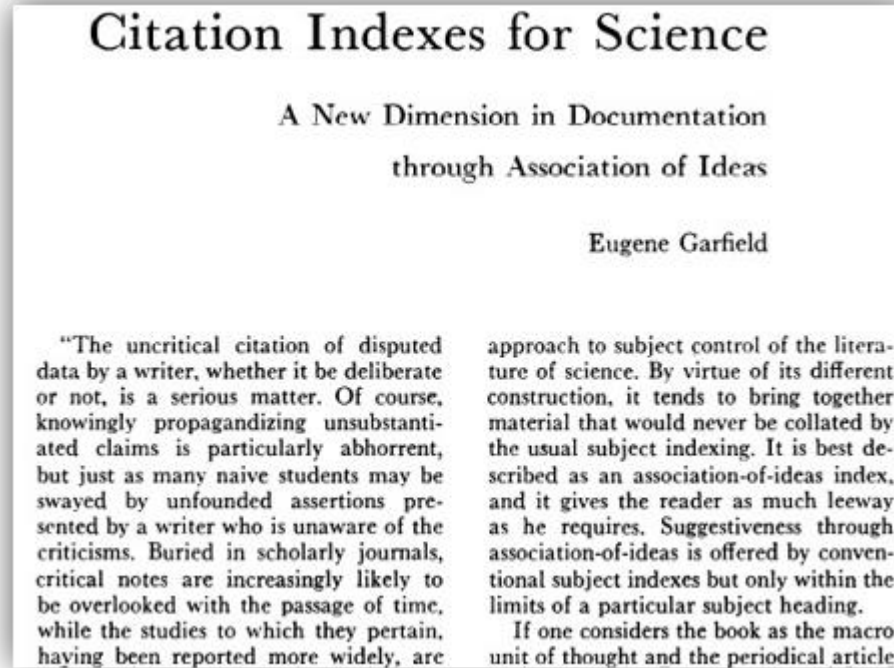 Citation Indexes for Science
A New Dimension in Documentation
through Association of Ideas
Eugene Garfield
“The uncritical citation of disputed
data by a writer, whether it be deliberate
or not, is a serious matter. Of course,
knowingly propagandizing unsubstanti-
ated claims is particularly abhorrent,
but just as many naive students may be
swayed by unfounded assertions pre-
sented by a writer who is unaware of the
criticisms. Buried in scholarly journals,
critical notes are increasingly likely to
be overlooked with the passage of time,
while the studies to which they pertain,
having been reported more widely, are
approach to subject control of the litera-
ture of science. By virtue of its different
construction, it tends to bring together
material that would never be collated by
the usual subject indexing. It is best de-
scribed as an association-of-ideas index,
and it gives the reader as much leeway
as he requires. Suggestiveness through
association-of-ideas is offered by conven-
tional subject indexes but only within the
limits of a particular subject heading.
If one considers the book as the macro
unit of thought and the periodical article